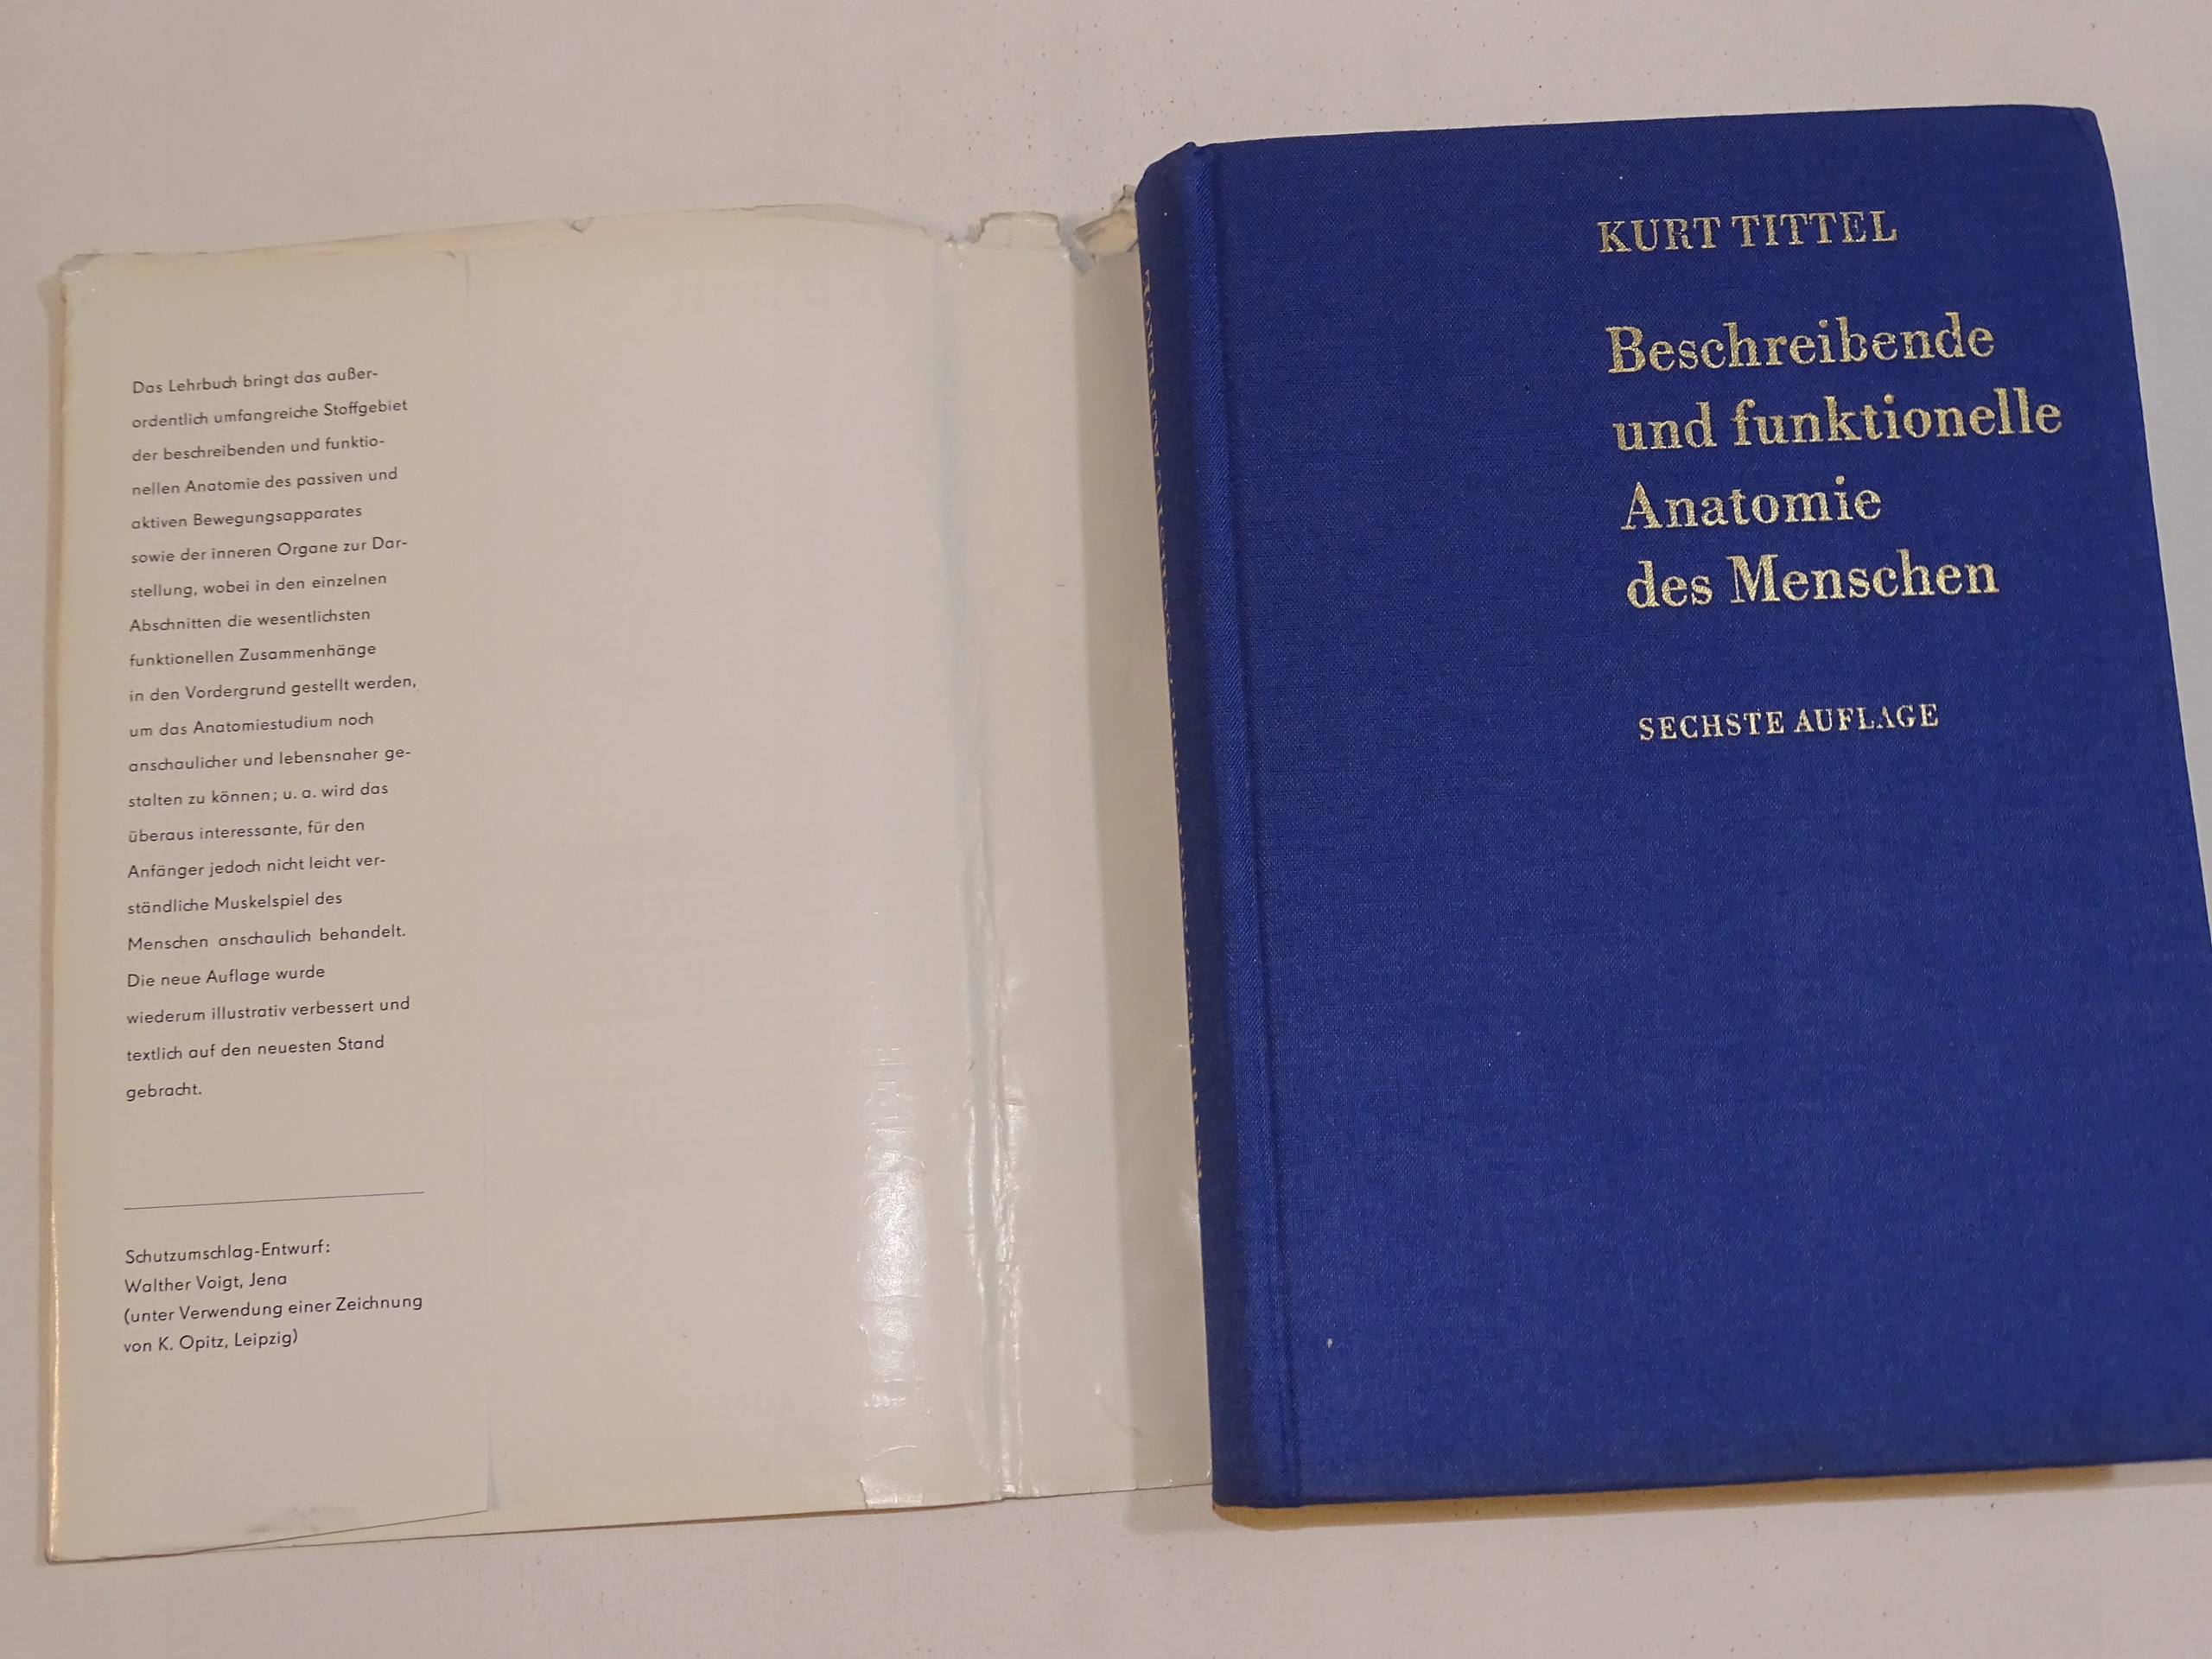 Das Lehrbuch bringt das außer-
ordentlich umfangreiche Stoffgebiet
der beschreibenden und funktio-
nellen Anatomie des passiven und
aktiven Bewegungsapparates
sowie der inneren Organe zur Dar-
stellung, wobei in den einzelnen
Abschnitten die wesentlichsten
funktionellen Zusammenhänge
in den Vordergrund gestellt werden,
um das Anatomiestudium noch
anschaulicher und lebensnaher ge-
stalten zu können; u. a. wird das
überaus interessante, für den
Anfänger jedoch nicht leicht ver-
ständliche Muskelspiel des
Menschen anschaulich behandelt.
Die neue Auflage wurde
wiederum illustrativ verbessert und
textlich auf den neuesten Stand
gebracht.
Schutzumschlag-Entwurf:
Walther Voigt, Jena
(unter Verwendung einer Zeichnung
von K. Opitz, Leipzig)
KURT TITTEL
Beschreibende
und funktionelle
Anatomie
des Menschen
SECHSTE AUFLAGE